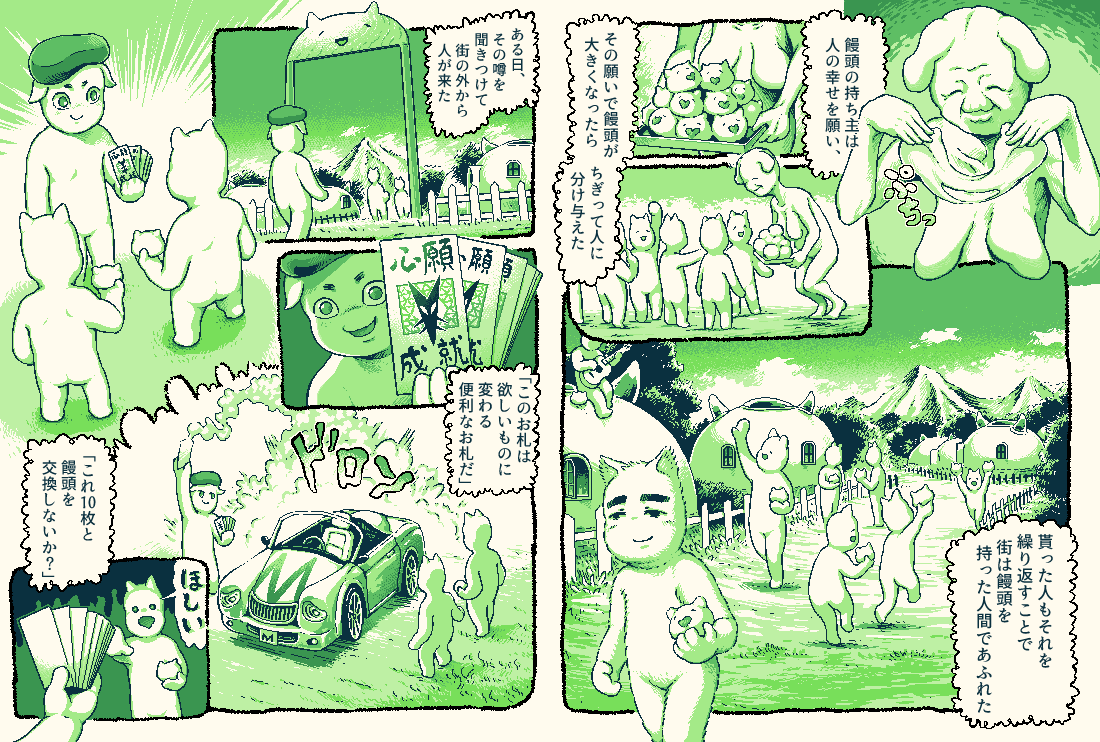 饅頭の持ち主は
人の幸せを願い、
その願いで饅頭が
大きくなったら
ちぎって人に
分け与えた
貰った人もそれを
繰り返すことで
街は饅頭を
持った人間であふれた
ある日、
その噂を
聞きつけて
街の外から
人が来た
心願
成就
「このお札は
欲しいものに
変わる
便利なお札だ」
ドロン
M
「これ10枚と
饅頭を
交換しないか？」
ほしい